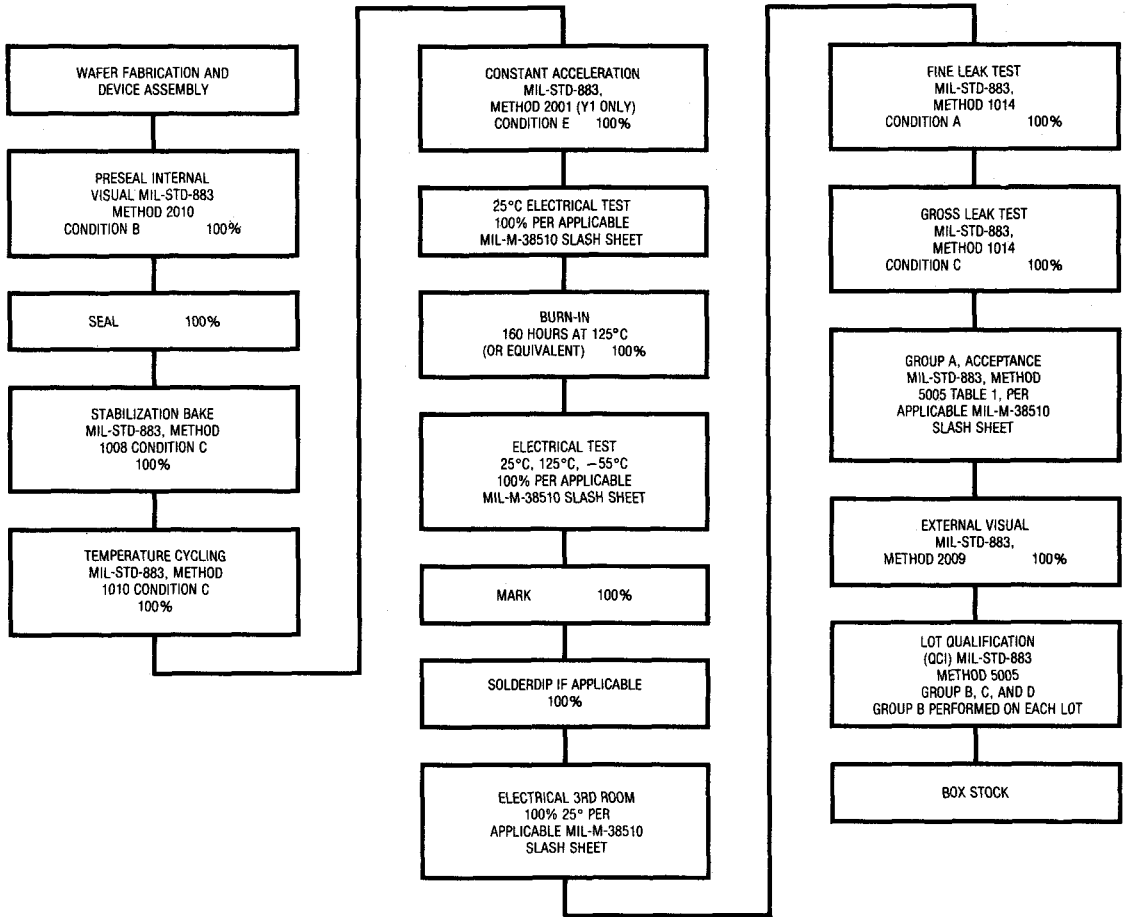 WAFER FABRICATION AND
DEVICE ASSEMBLY
PRESEAL INTERNAL
VISUAL MIL-STD-883
METHOD 2010
CONDITION B 100%
SEAL 100%
STABILIZATION BAKE
MIL-STD-883, METHOD
1008 CONDITION C
100%
TEMPERATURE CYCLING
MIL-STD-883, METHOD
1010 CONDITION C
100%
CONSTANT ACCELERATION
MIL-STD-883,
METHOD 2001 (Y1 ONLY)
CONDITION E 100%
25°C ELECTRICAL TEST
100% PER APPLICABLE
MIL-M-38510 SLASH SHEET
BURN-IN
160 HOURS AT 125°C
(OR EQUIVALENT) 100%
ELECTRICAL TEST
25°C, 125°C, −55°C
100% PER APPLICABLE
MIL-M-38510 SLASH SHEET
MARK 100%
SOLDERDIP IF APPLICABLE
100%
ELECTRICAL 3RD ROOM
100% 25° PER
APPLICABLE MIL-M-38510
SLASH SHEET
FINE LEAK TEST
MIL-STD-883,
METHOD 1014
CONDITION A 100%
GROSS LEAK TEST
MIL-STD-883,
METHOD 1014
CONDITION C 100%
GROUP A, ACCEPTANCE
MIL-STD-883, METHOD
5005 TABLE 1, PER
APPLICABLE MIL-M-38510
SLASH SHEET
EXTERNAL VISUAL
MIL-STD-883,
METHOD 2009 100%
LOT QUALIFICATION
(QCI) MIL-STD-883
METHOD 5005
GROUP B, C, AND D
GROUP B PERFORMED ON EACH LOT
BOX STOCK